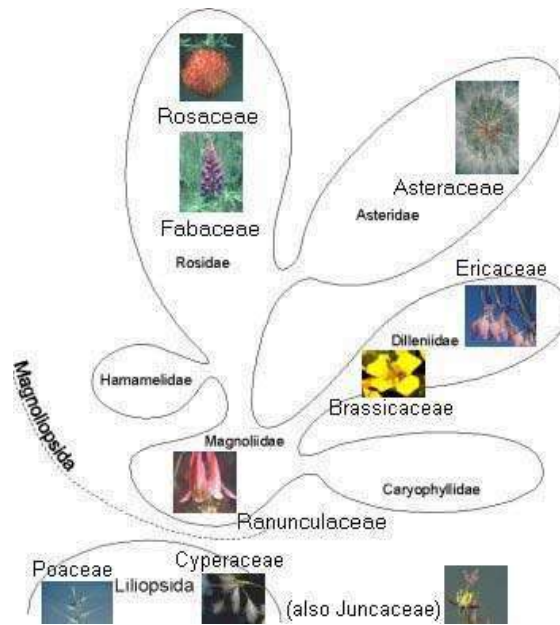 Rosaceae
Asteraceae
Fabaceae
Asteridae
Rosidae
Ericaceae
Dilleniidae
Hamamelidae
Brassicaceae
Magnoliopsida
Magnoliidae
Caryophyllidae
Ranunculaceae
Cyperaceae
Poaceae
Liliopsida
(also Juncaceae)